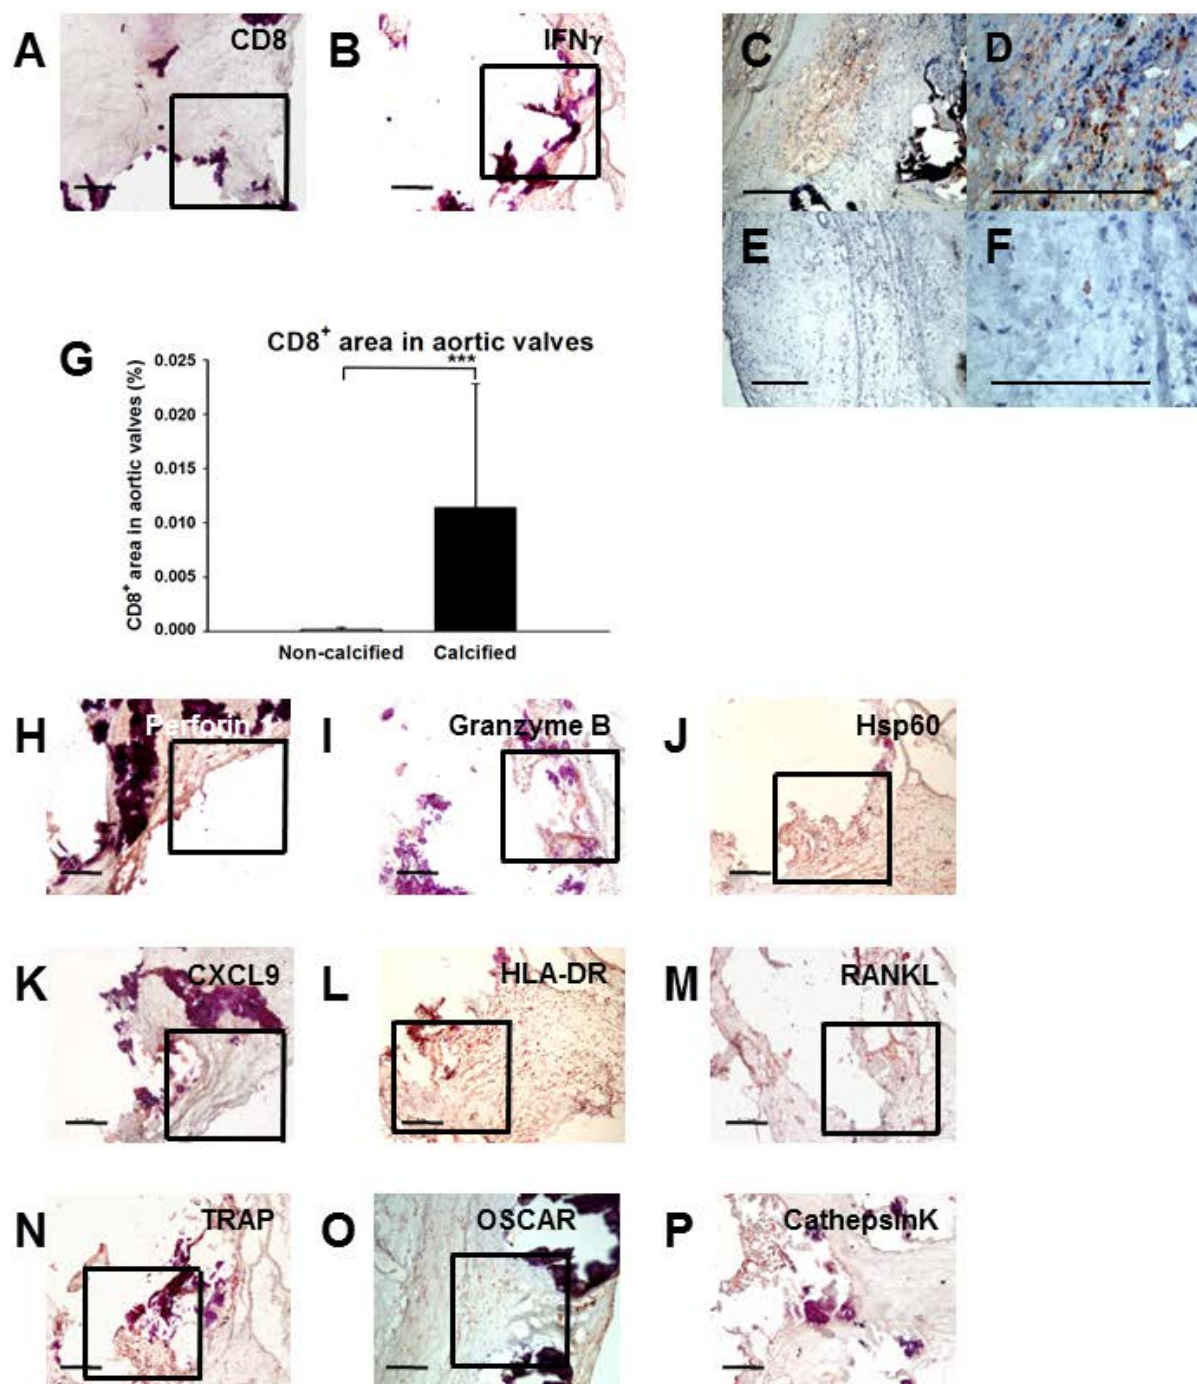 A
CD8
B
IFNγ
C
D
E
F
G
CD8⁺ area in aortic valves
***
CD8⁺ area in aortic valves (%)
0.025
0.020
0.015
0.010
0.005
0.000
Non-calcified Calcified
H
Perforin 1
I
Granzyme B
J
Hsp60
K
CXCL9
L
HLA-DR
M
RANKL
N
TRAP
O
OSCAR
P
CathepsinK